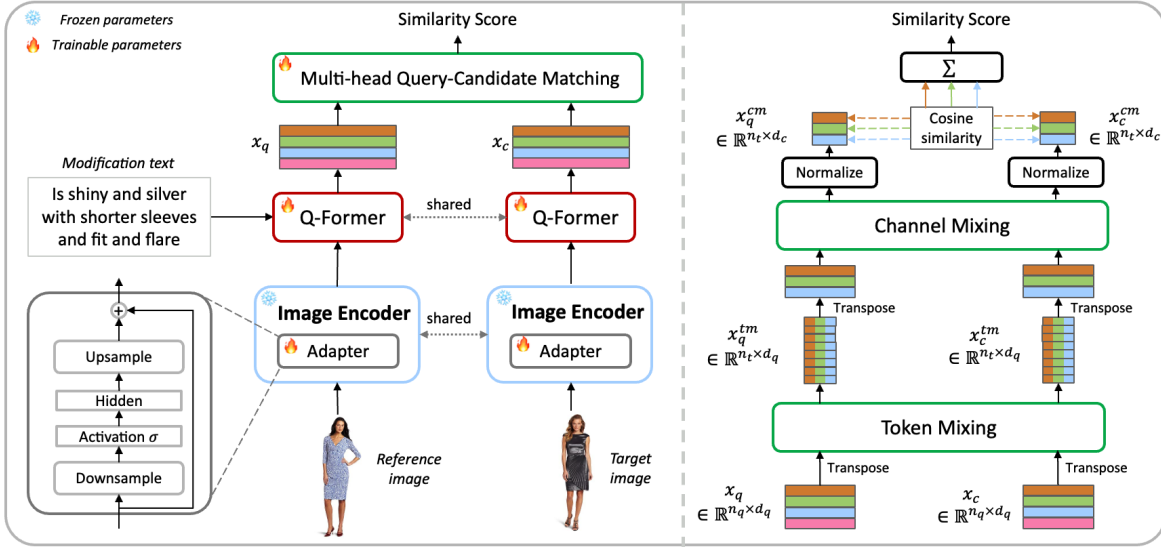 Frozen parameters
Trainable parameters
Similarity Score
Multi-head Query-Candidate Matching
x_q
x_c
Modification text
Is shiny and silver
with shorter sleeves
and fit and flare
Q-Former
shared
Q-Former
Image Encoder
Adapter
shared
Image Encoder
Adapter
+
Upsample
Hidden
Activation σ
Downsample
Reference
image
Target
image
Similarity Score
Σ
x_q^{cm}
∈ ℝ^{n_t×d_c}
Cosine
similarity
x_c^{cm}
∈ ℝ^{n_t×d_c}
Normalize
Normalize
Channel Mixing
Transpose
Transpose
x_q^{tm}
∈ ℝ^{n_t×d_q}
x_c^{tm}
∈ ℝ^{n_t×d_q}
Token Mixing
Transpose
Transpose
x_q
∈ ℝ^{n_q×d_q}
x_c
∈ ℝ^{n_q×d_q}